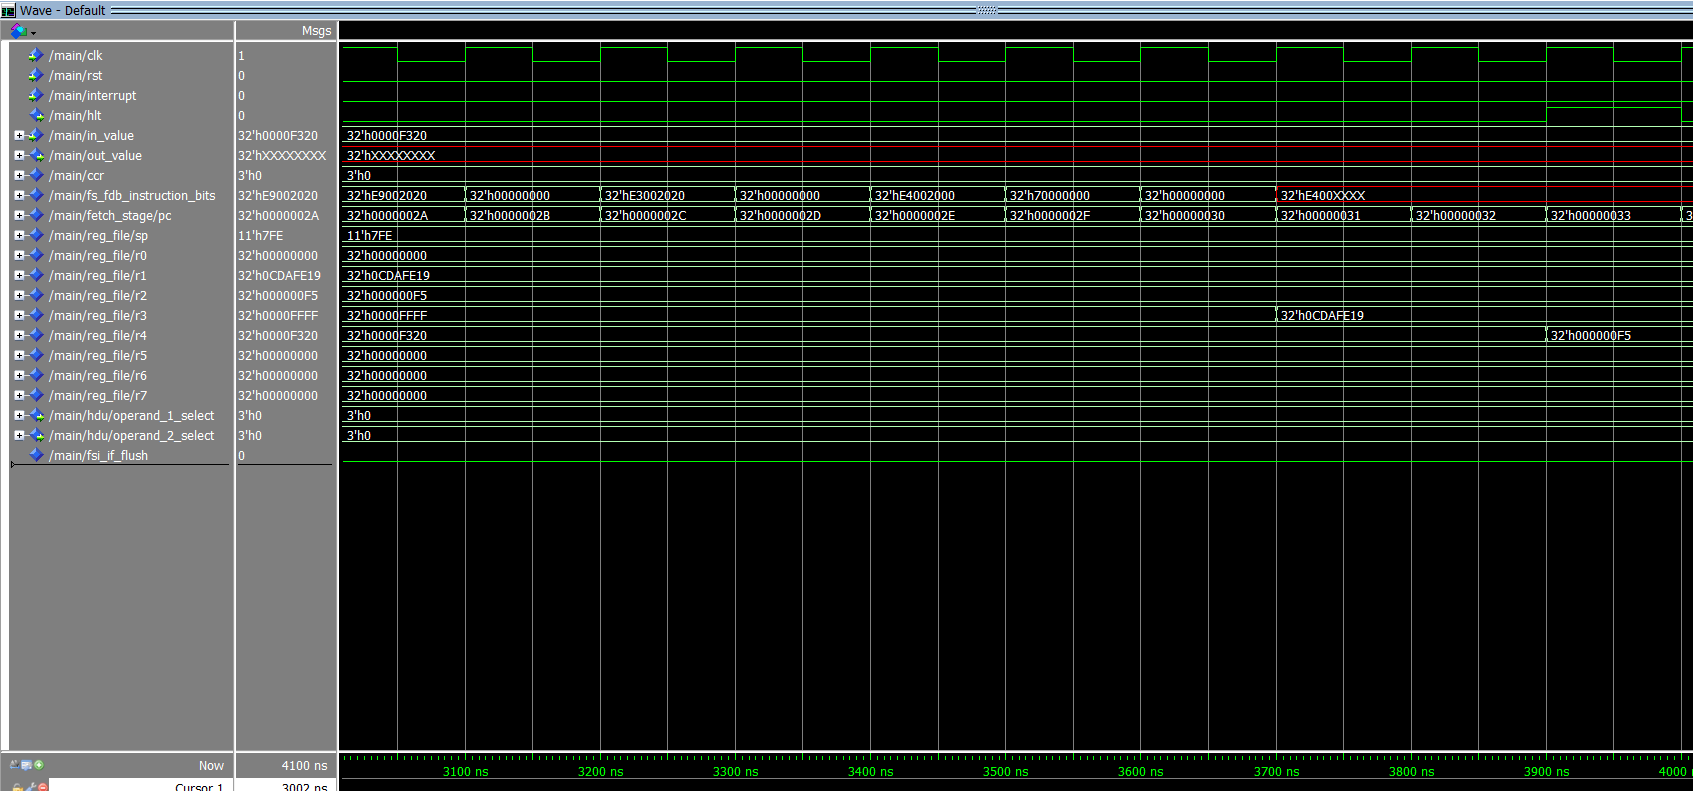 Wave - Default
Msgs
/main/clk 1
/main/rst 0
/main/interrupt 0
/main/hlt 0
/main/in_value 32'h0000F320 32'h0000F320
/main/out_value 32'hXXXXXXXX 32'hXXXXXXXX
/main/ccr 3'h0 3'h0
/main/fs_fdb_instruction_bits 32'hE9002020 32'hE9002020 32'h00000000 32'hE3002020 32'h00000000 32'hE4002000 32'h70000000 32'h00000000 32'hE400XXXX
/main/fetch_stage/pc 32'h0000002A 32'h0000002A 32'h0000002B 32'h0000002C 32'h0000002D 32'h0000002E 32'h0000002F 32'h00000030 32'h00000031 32'h00000032 32'h00000033 3
/main/reg_file/sp 11'h7FE 11'h7FE
/main/reg_file/r0 32'h00000000 32'h00000000
/main/reg_file/r1 32'h0CDAFE19 32'h0CDAFE19
/main/reg_file/r2 32'h000000F5 32'h000000F5
/main/reg_file/r3 32'h0000FFFF 32'h0000FFFF 32'h0CDAFE19
/main/reg_file/r4 32'h0000F320 32'h0000F320 32'h000000F5
/main/reg_file/r5 32'h00000000 32'h00000000
/main/reg_file/r6 32'h00000000 32'h00000000
/main/reg_file/r7 32'h00000000 32'h00000000
/main/hdu/operand_1_select 3'h0 3'h0
/main/hdu/operand_2_select 3'h0 3'h0
/main/fsi_if_flush 0
Now 4100 ns 3100 ns 3200 ns 3300 ns 3400 ns 3500 ns 3600 ns 3700 ns 3800 ns 3900 ns 4000
Cursor 1 3002 ns